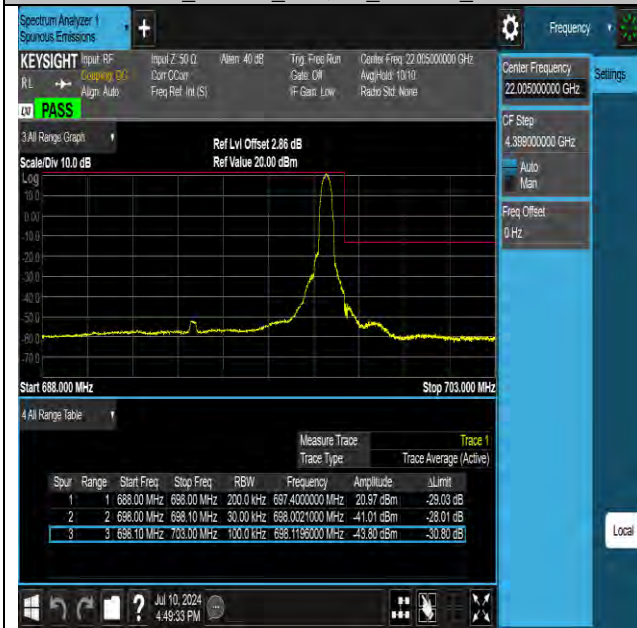 Spectrum Analyzer 1
Spurious Emissions
+
Frequency
KEYSIGHT Input: RF Input Z: 50 Ω Atten: 40 dB Trig: Free Run Center Freq: 22.005000000 GHz
RL Coupling: DC Corr CCorr Gate: Off Avg|Hold: 10/10
Align: Auto Freq Ref: Int (S) IF Gain: Low Radio Std: None
LXI PASS
Center Frequency
22.005000000 GHz
Settings
CF Step
4.399000000 GHz
Auto
Man
Freq Offset
0 Hz
3 All Range Graph
Ref Lvl Offset 2.86 dB
Scale/Div 10.0 dB Ref Value 20.00 dBm
Log
10.0
0.00
-10.0
-20.0
-30.0
-40.0
-50.0
-60.0
-70.0
Start 688.000 MHz Stop 703.000 MHz
4 All Range Table
Measure Trace Trace 1
Trace Type Trace Average (Active)
Spur Range Start Freq Stop Freq RBW Frequency Amplitude ΔLimit
1 1 688.00 MHz 698.00 MHz 200.0 kHz 697.4000000 MHz 20.97 dBm -29.03 dB
2 2 698.00 MHz 698.10 MHz 30.00 kHz 698.0021000 MHz -41.01 dBm -28.01 dB
3 3 698.10 MHz 703.00 MHz 100.0 kHz 698.1196000 MHz -43.80 dBm -30.80 dB
Local
?
Jul 10, 2024
4:49:33 PM